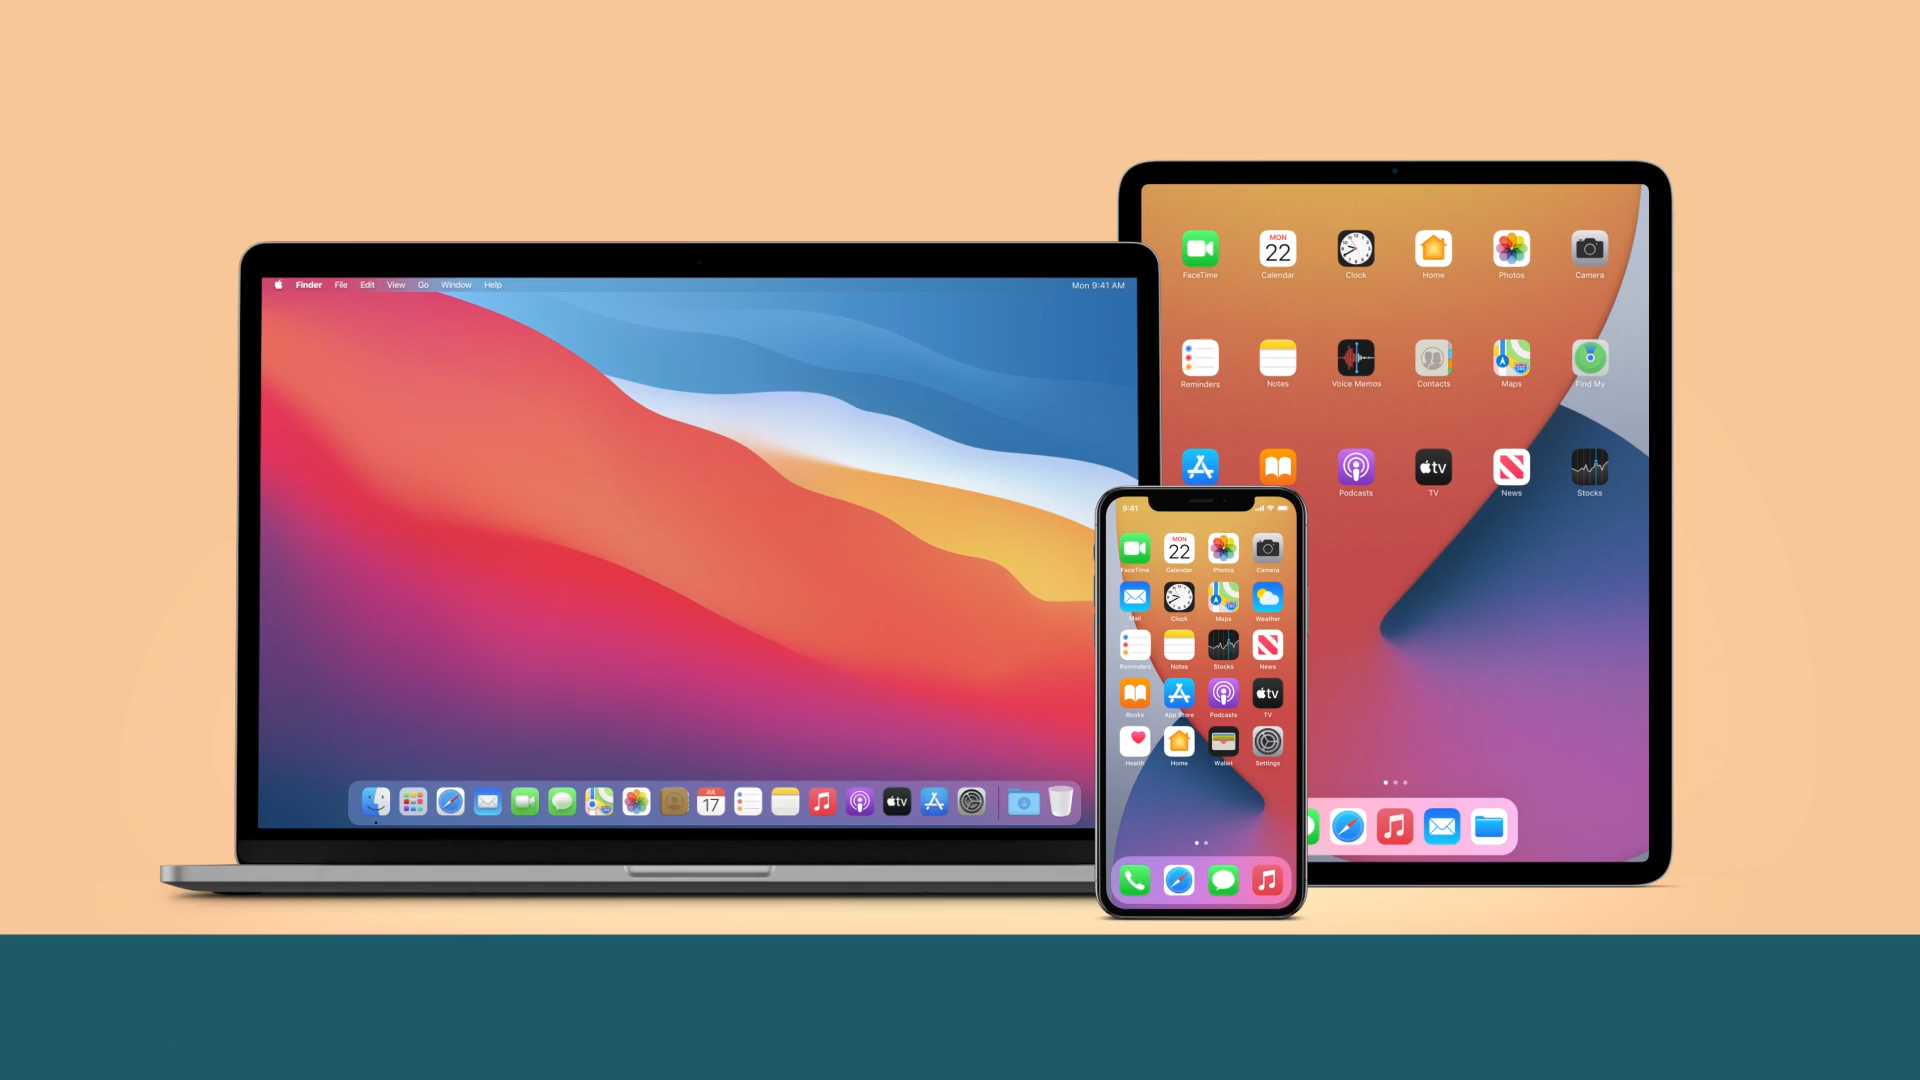 Finder File Edit View Go Window Help
Mon 9:41 AM
JUL
17
tv
MON
22
FaceTime Calendar Clock Home Photos Camera
Reminders Notes Voice Memos Contacts Maps Find My
tv
Podcasts TV News Stocks
9:41
MON
22
FaceTime Calendar Photos Camera
Mail Clock Maps Weather
Reminders Notes Stocks News
tv
Books App Store Podcasts TV
Health Home Wallet Settings